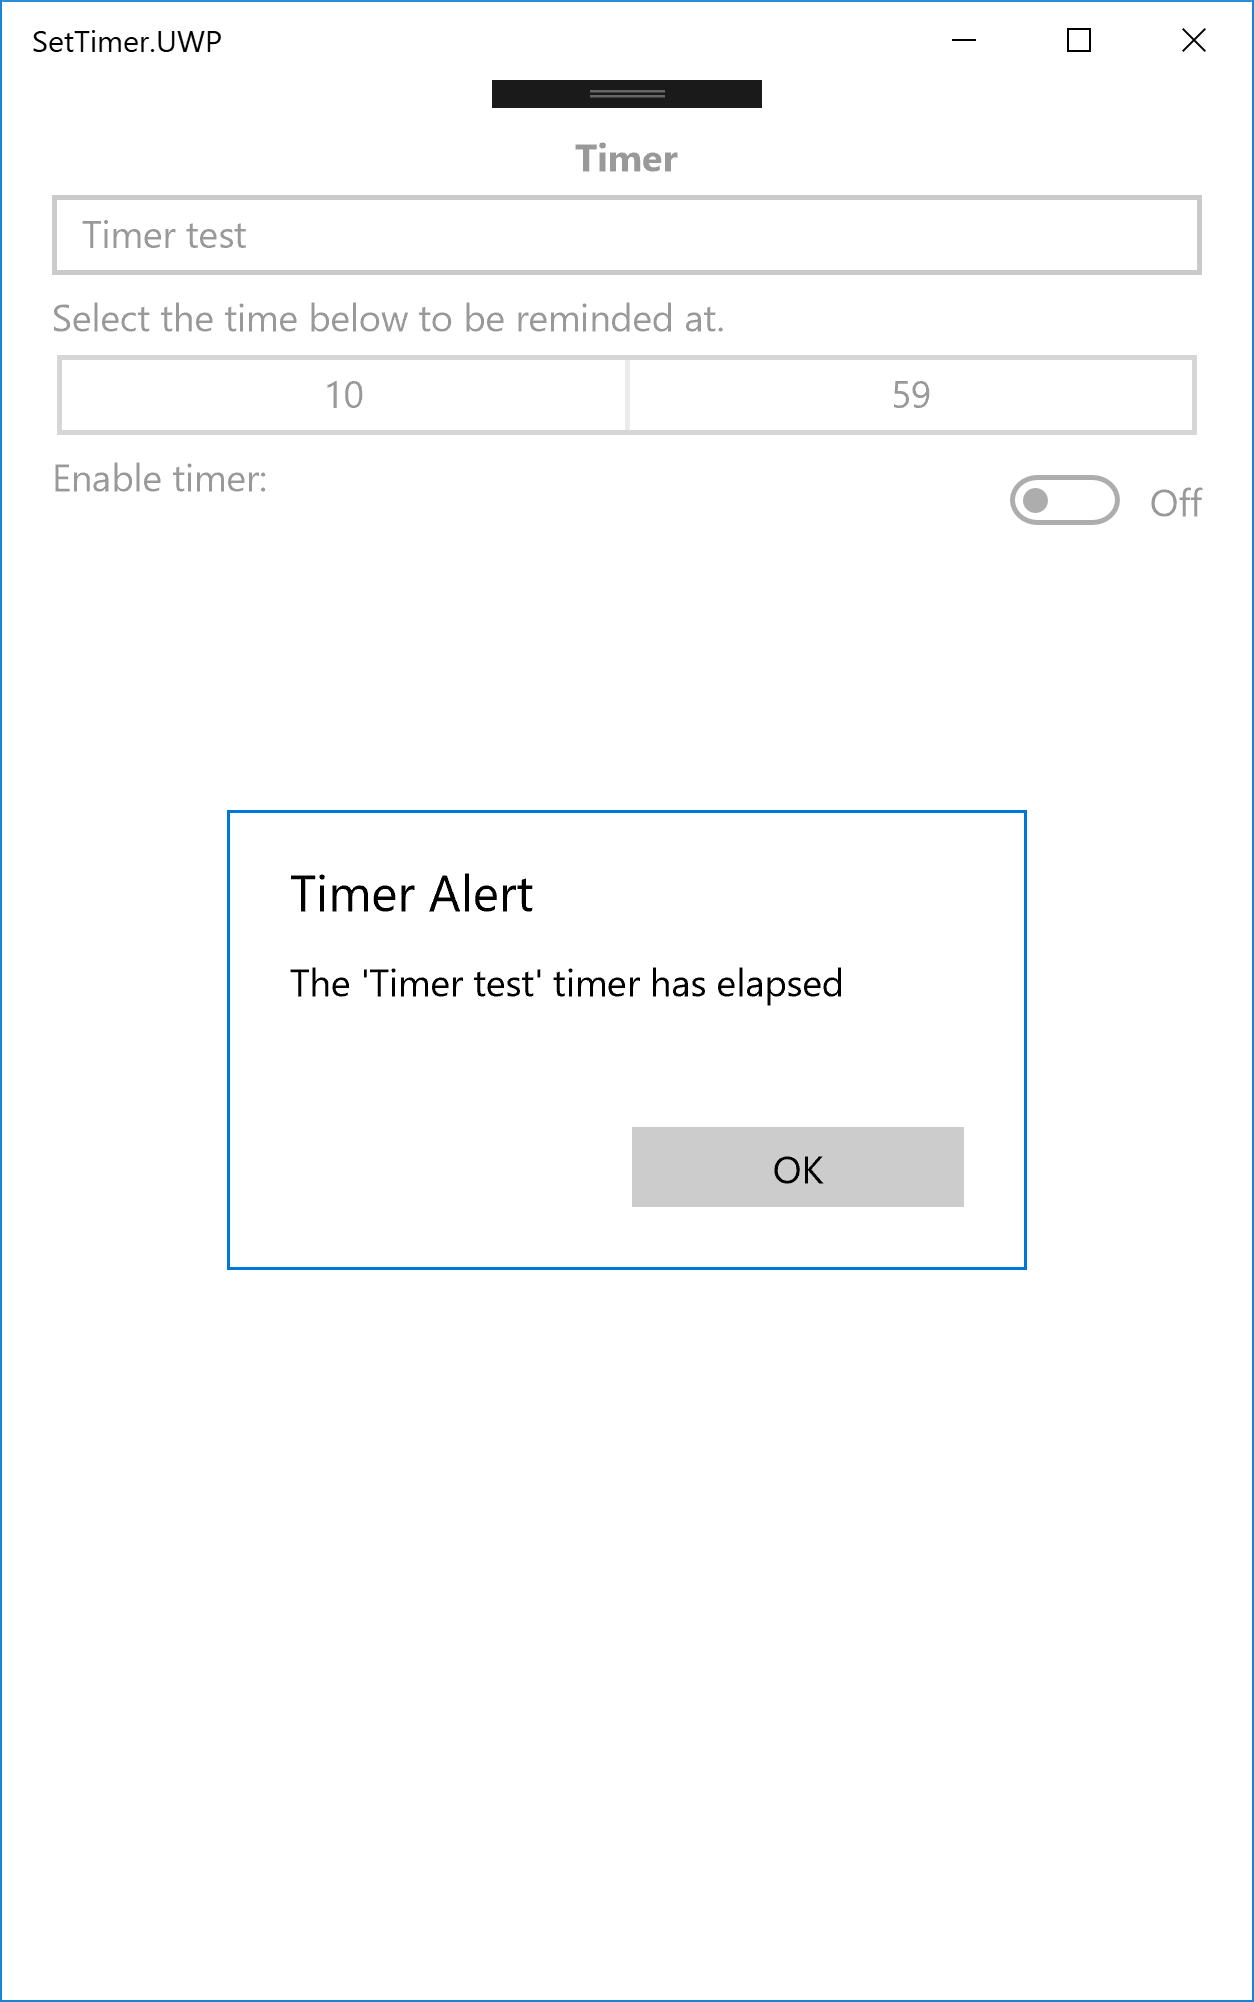 SetTimer.UWP
Timer
Timer test
Select the time below to be reminded at.
10 59
Enable timer:
Off
Timer Alert
The 'Timer test' timer has elapsed
OK